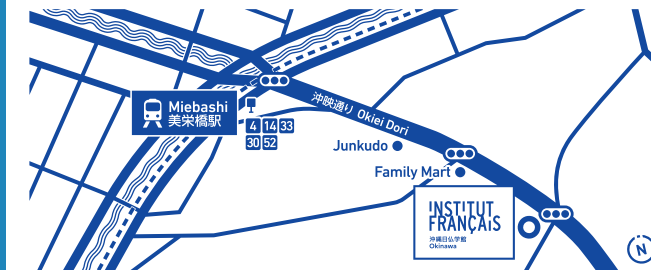 Miebashi
美栄橋駅
4 14 33
30 52
沖映通り Okiei Dori
Junkudo
Family Mart
INSTITUT
FRANÇAIS
沖縄日仏学館
Okinawa
N